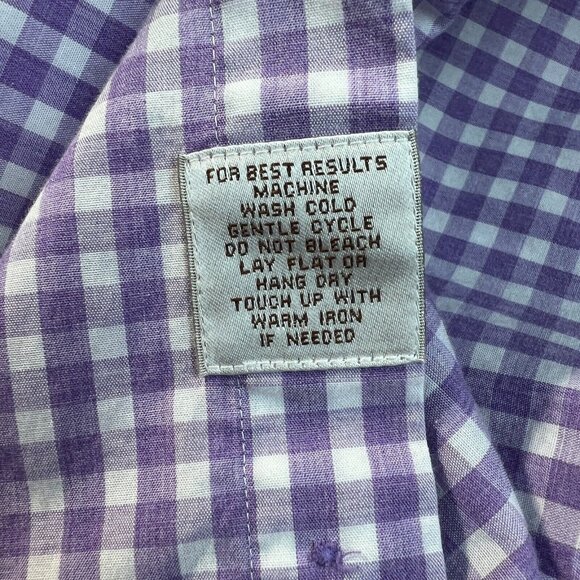 FOR BEST RESULTS
MACHINE
WASH COLD
GENTLE CYCLE
DO NOT BLEACH
LAY FLAT OR
HANG DRY
TOUCH UP WITH
WARM IRON
IF NEEDED